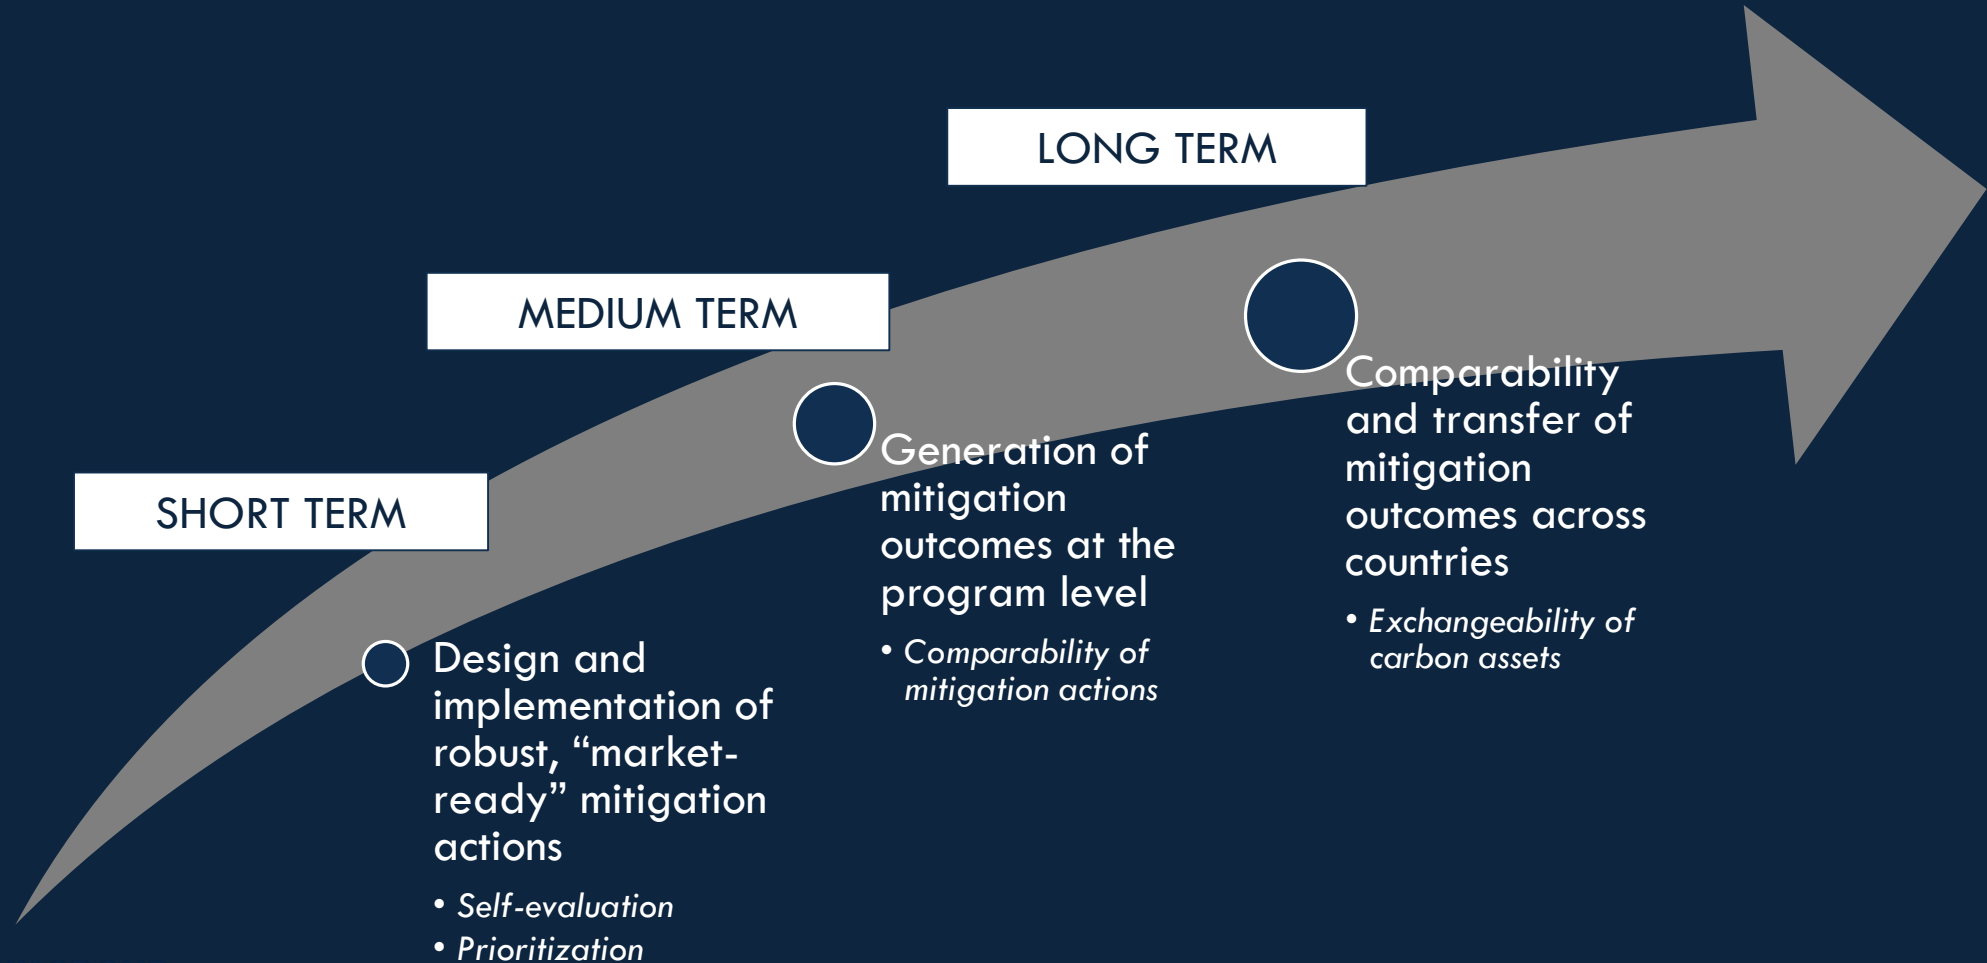 SHORT TERM
Design and
implementation of
robust, “market-
ready” mitigation
actions
• Self-evaluation
• Prioritization
MEDIUM TERM
Generation of
mitigation
outcomes at the
program level
• Comparability of
mitigation actions
LONG TERM
Comparability
and transfer of
mitigation
outcomes across
countries
• Exchangeability of
carbon assets